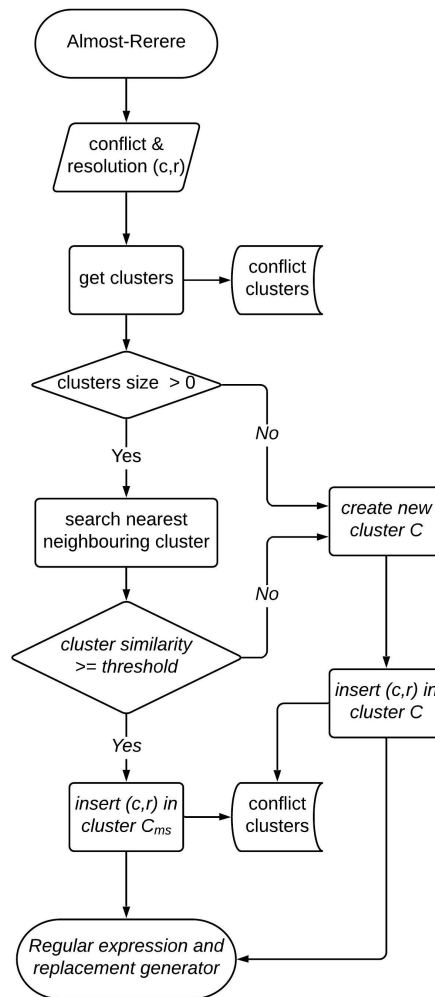 Almost-Rerere
conflict &
resolution (c,r)
get clusters
conflict
clusters
clusters size > 0
No
Yes
search nearest
neighbouring cluster
create new
cluster C
No
cluster similarity
>= threshold
insert (c,r) in
cluster C
Yes
insert (c,r) in
cluster Cms
conflict
clusters
Regular expression and
replacement generator